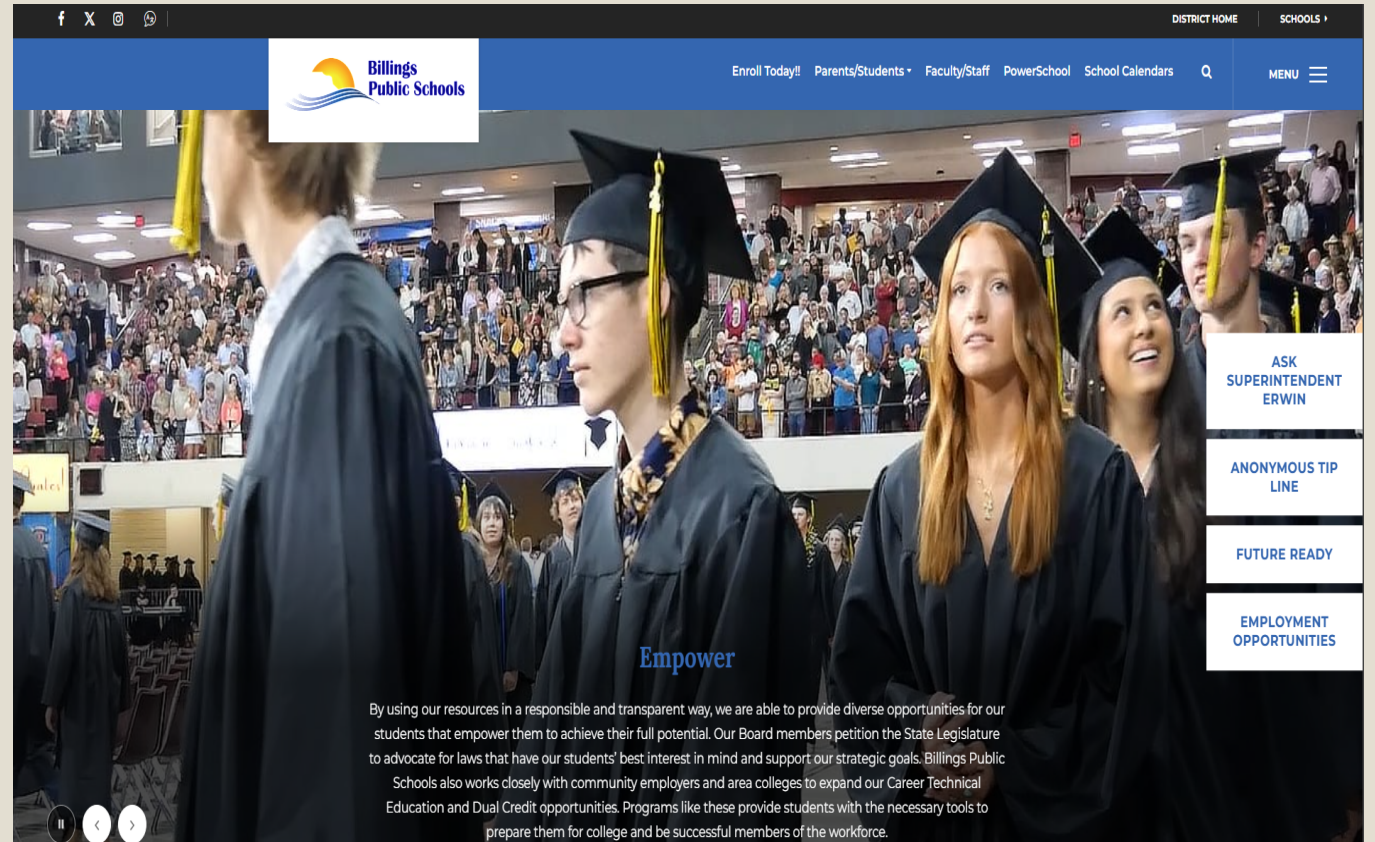 DISTRICT HOME
SCHOOLS
Billings
Public Schools
Enroll Today!!
Parents/Students
Faculty/Staff
PowerSchool
School Calendars
MENU
ASK
SUPERINTENDENT
ERWIN
ANONYMOUS TIP
LINE
FUTURE READY
EMPLOYMENT
OPPORTUNITIES
Empower
By using our resources in a responsible and transparent way, we are able to provide diverse opportunities for our
students that empower them to achieve their full potential. Our Board members petition the State Legislature
to advocate for laws that have our students' best interest in mind and support our strategic goals. Billings Public
Schools also works closely with community employers and area colleges to expand our Career Technical
Education and Dual Credit opportunities. Programs like these provide students with the necessary tools to
prepare them for college and be successful members of the workforce.